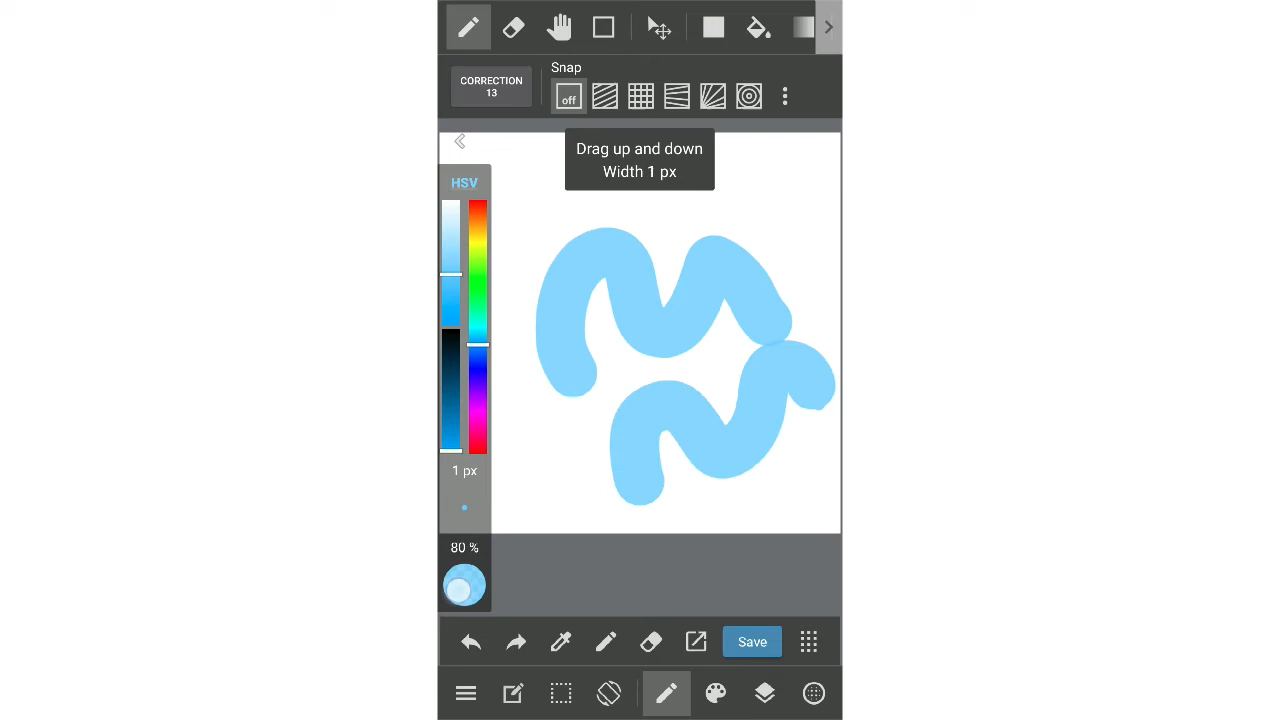 CORRECTION
13
Snap
off
Drag up and down
Width 1 px
HSV
1 px
80 %
Save